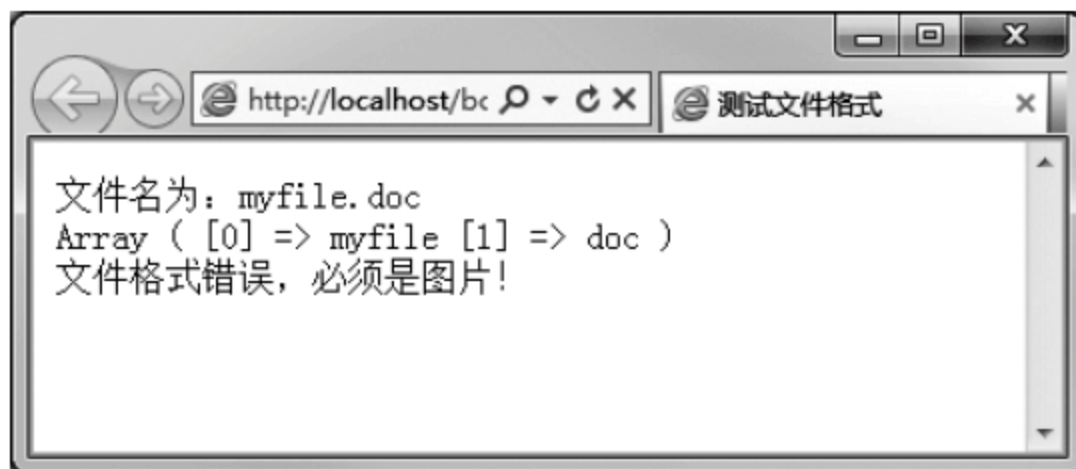 http://localhost/bc
测试文件格式
文件名为：myfile.doc
Array ( [0] => myfile [1] => doc )
文件格式错误，必须是图片！